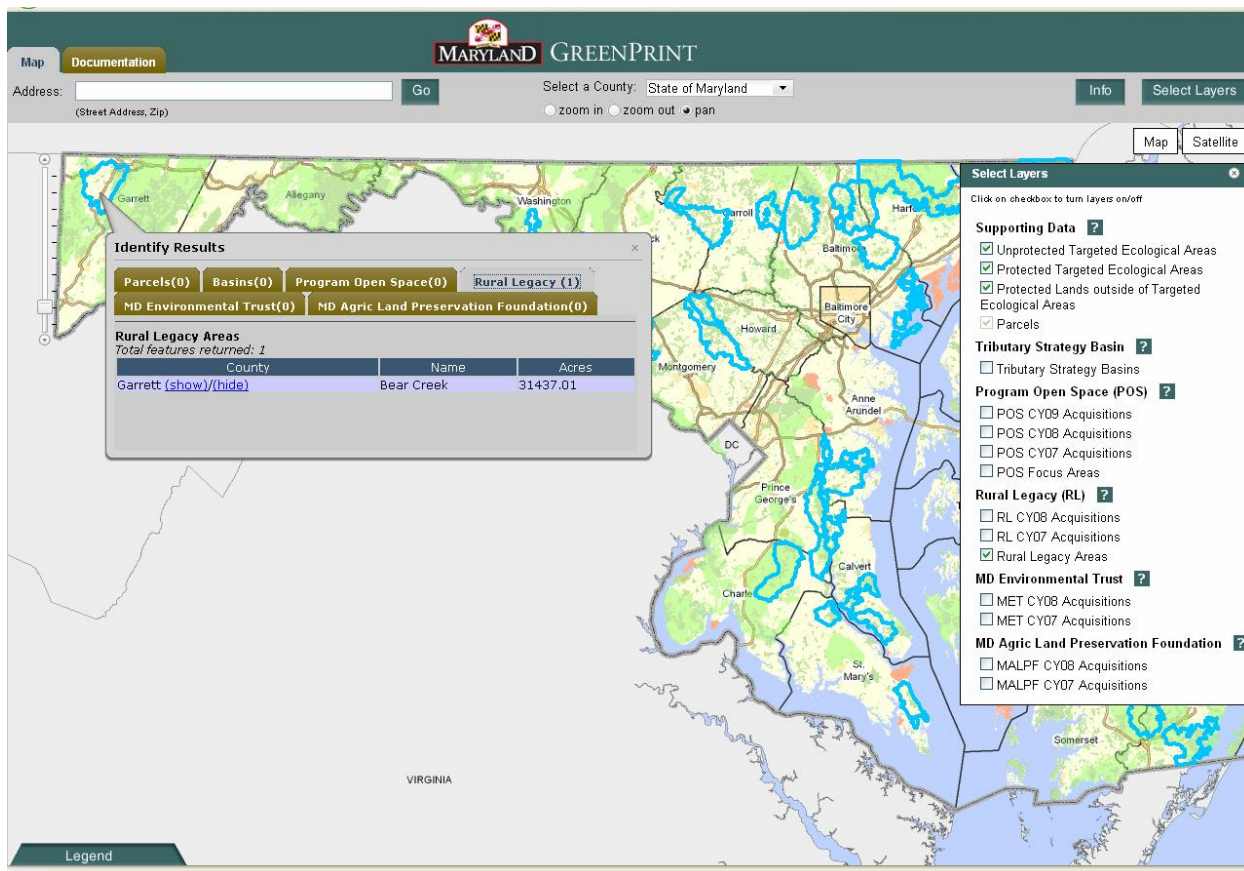 MARYLAND GREENPRINT
Map Documentation
Address: Go Select a County: State of Maryland Info Select Layers
(Street Address, Zip) zoom in zoom out pan
Map Satellite
Garrett Allegany Washington Carroll Baltimore
Identify Results
Parcels(0) Basins(0) Program Open Space(0) Rural Legacy (1)
MD Environmental Trust(0) MD Agric Land Preservation Foundation(0)
Rural Legacy Areas
Total features returned: 1
County Name Acres
Garrett (show)/(hide) Bear Creek 31437.01
Baltimore
City
Howard
Montgomery
Anne
Arundel
DC
Prince
George's
Calvert
Charle
St.
Mary's
Somerset
VIRGINIA
Select Layers
Click on checkbox to turn layers on/off
Supporting Data ?
Unprotected Targeted Ecological Areas
Protected Targeted Ecological Areas
Protected Lands outside of Targeted
Ecological Areas
Parcels
Tributary Strategy Basin ?
Tributary Strategy Basins
Program Open Space (POS) ?
POS CY09 Acquisitions
POS CY08 Acquisitions
POS CY07 Acquisitions
POS Focus Areas
Rural Legacy (RL) ?
RL CY08 Acquisitions
RL CY07 Acquisitions
Rural Legacy Areas
MD Environmental Trust ?
MET CY08 Acquisitions
MET CY07 Acquisitions
MD Agric Land Preservation Foundation ?
MALPF CY08 Acquisitions
MALPF CY07 Acquisitions
Legend